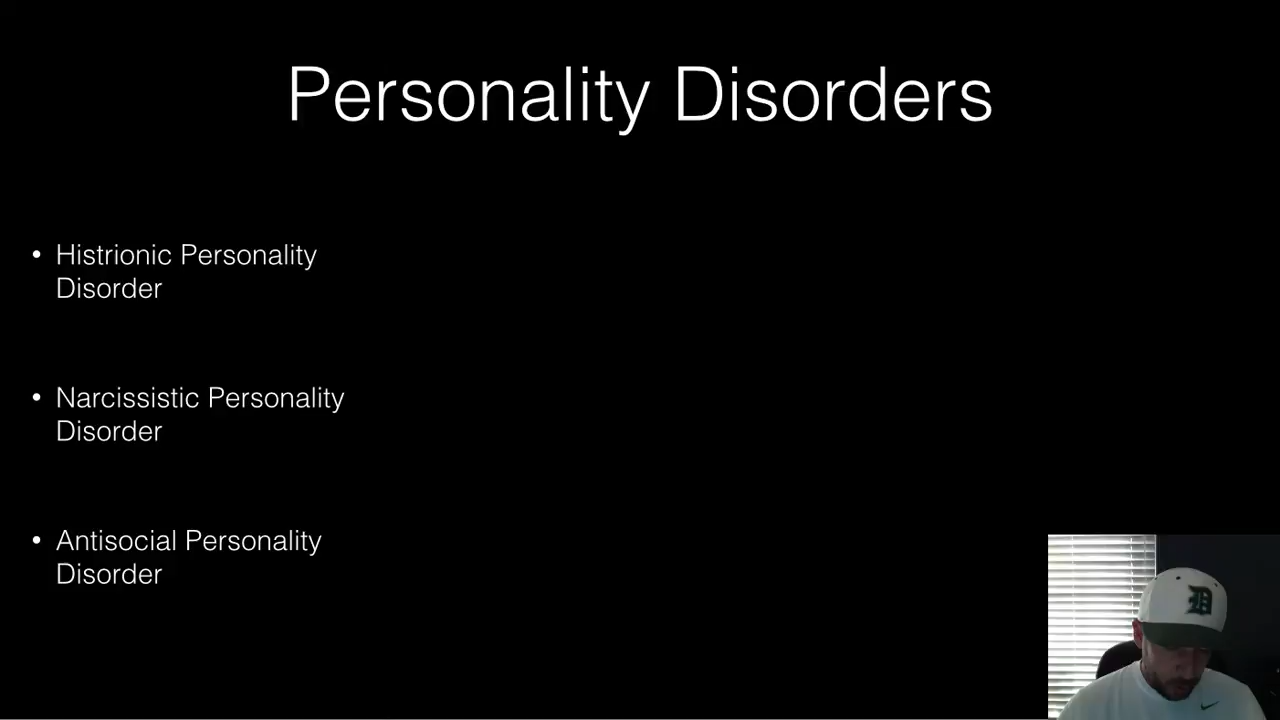 Personality Disorders
• Histrionic Personality
Disorder
• Narcissistic Personality
Disorder
• Antisocial Personality
Disorder
D